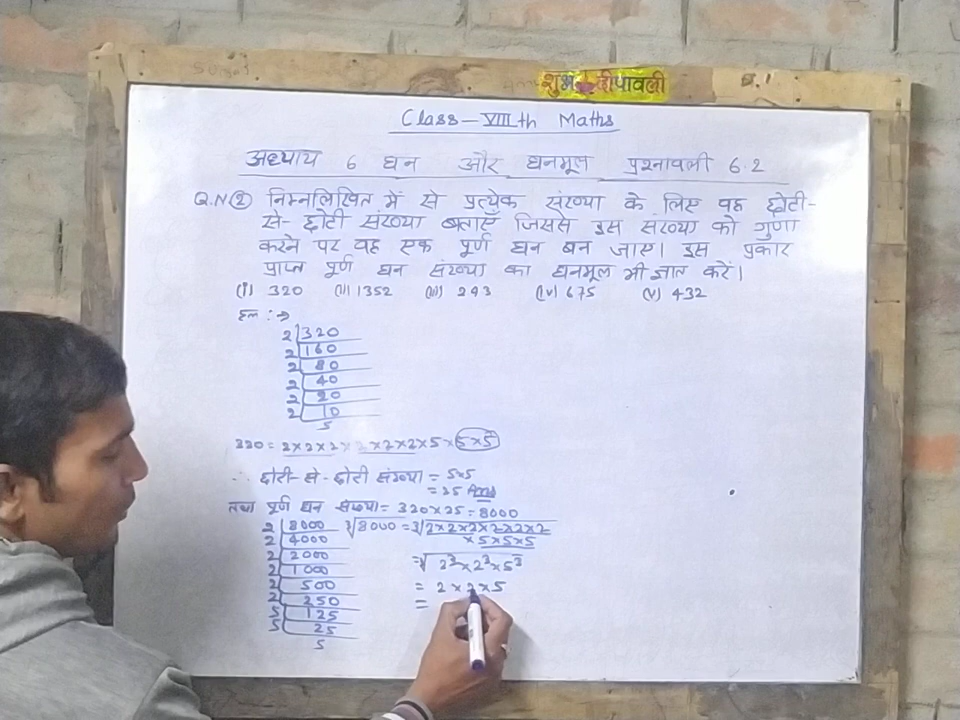 शुभ दीपावली
Class - VIIIth Maths
अध्याय 6 घन और घनमूल प्रश्नावली 6.2
Q.N② निम्नलिखित में से प्रत्येक संख्या के लिए वह छोटी-
से-छोटी संख्या बताएँ जिससे इस संख्या को गुणा
करने पर वह एक पूर्ण घन बन जाए। इस प्रकार
प्राप्त पूर्ण घन संख्या का घनमूल भी ज्ञात करें।
(i) 320 (ii) 1352 (iii) 243 (iv) 675 (v) 432
हल :→
2 | 320
2 | 160
2 | 80
2 | 40
2 | 20
2 | 10
5
320 = 2×2×2×2×2×2×5×5×5
∴ छोटी-से-छोटी संख्या = 5×5
= 25 Ans
तथा पूर्ण घन संख्या = 320×25 = 8000
2 | 8000 ∛8000 = ∛2×2×2×2×2×2
2 | 4000 ×5×5×5
2 | 2000 = ∛2³×2³×5³
2 | 1000
2 | 500 = 2×2×5
2 | 250 =
5 | 125
5 | 25
5